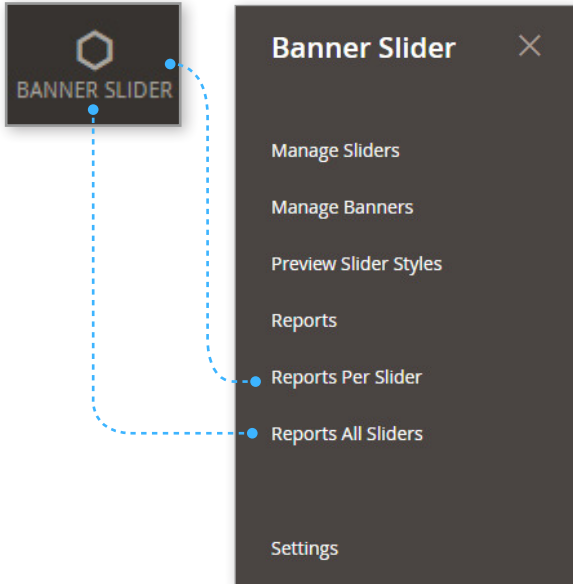 BANNER SLIDER
Banner Slider
Manage Sliders
Manage Banners
Preview Slider Styles
Reports
Reports Per Slider
Reports All Sliders
Settings